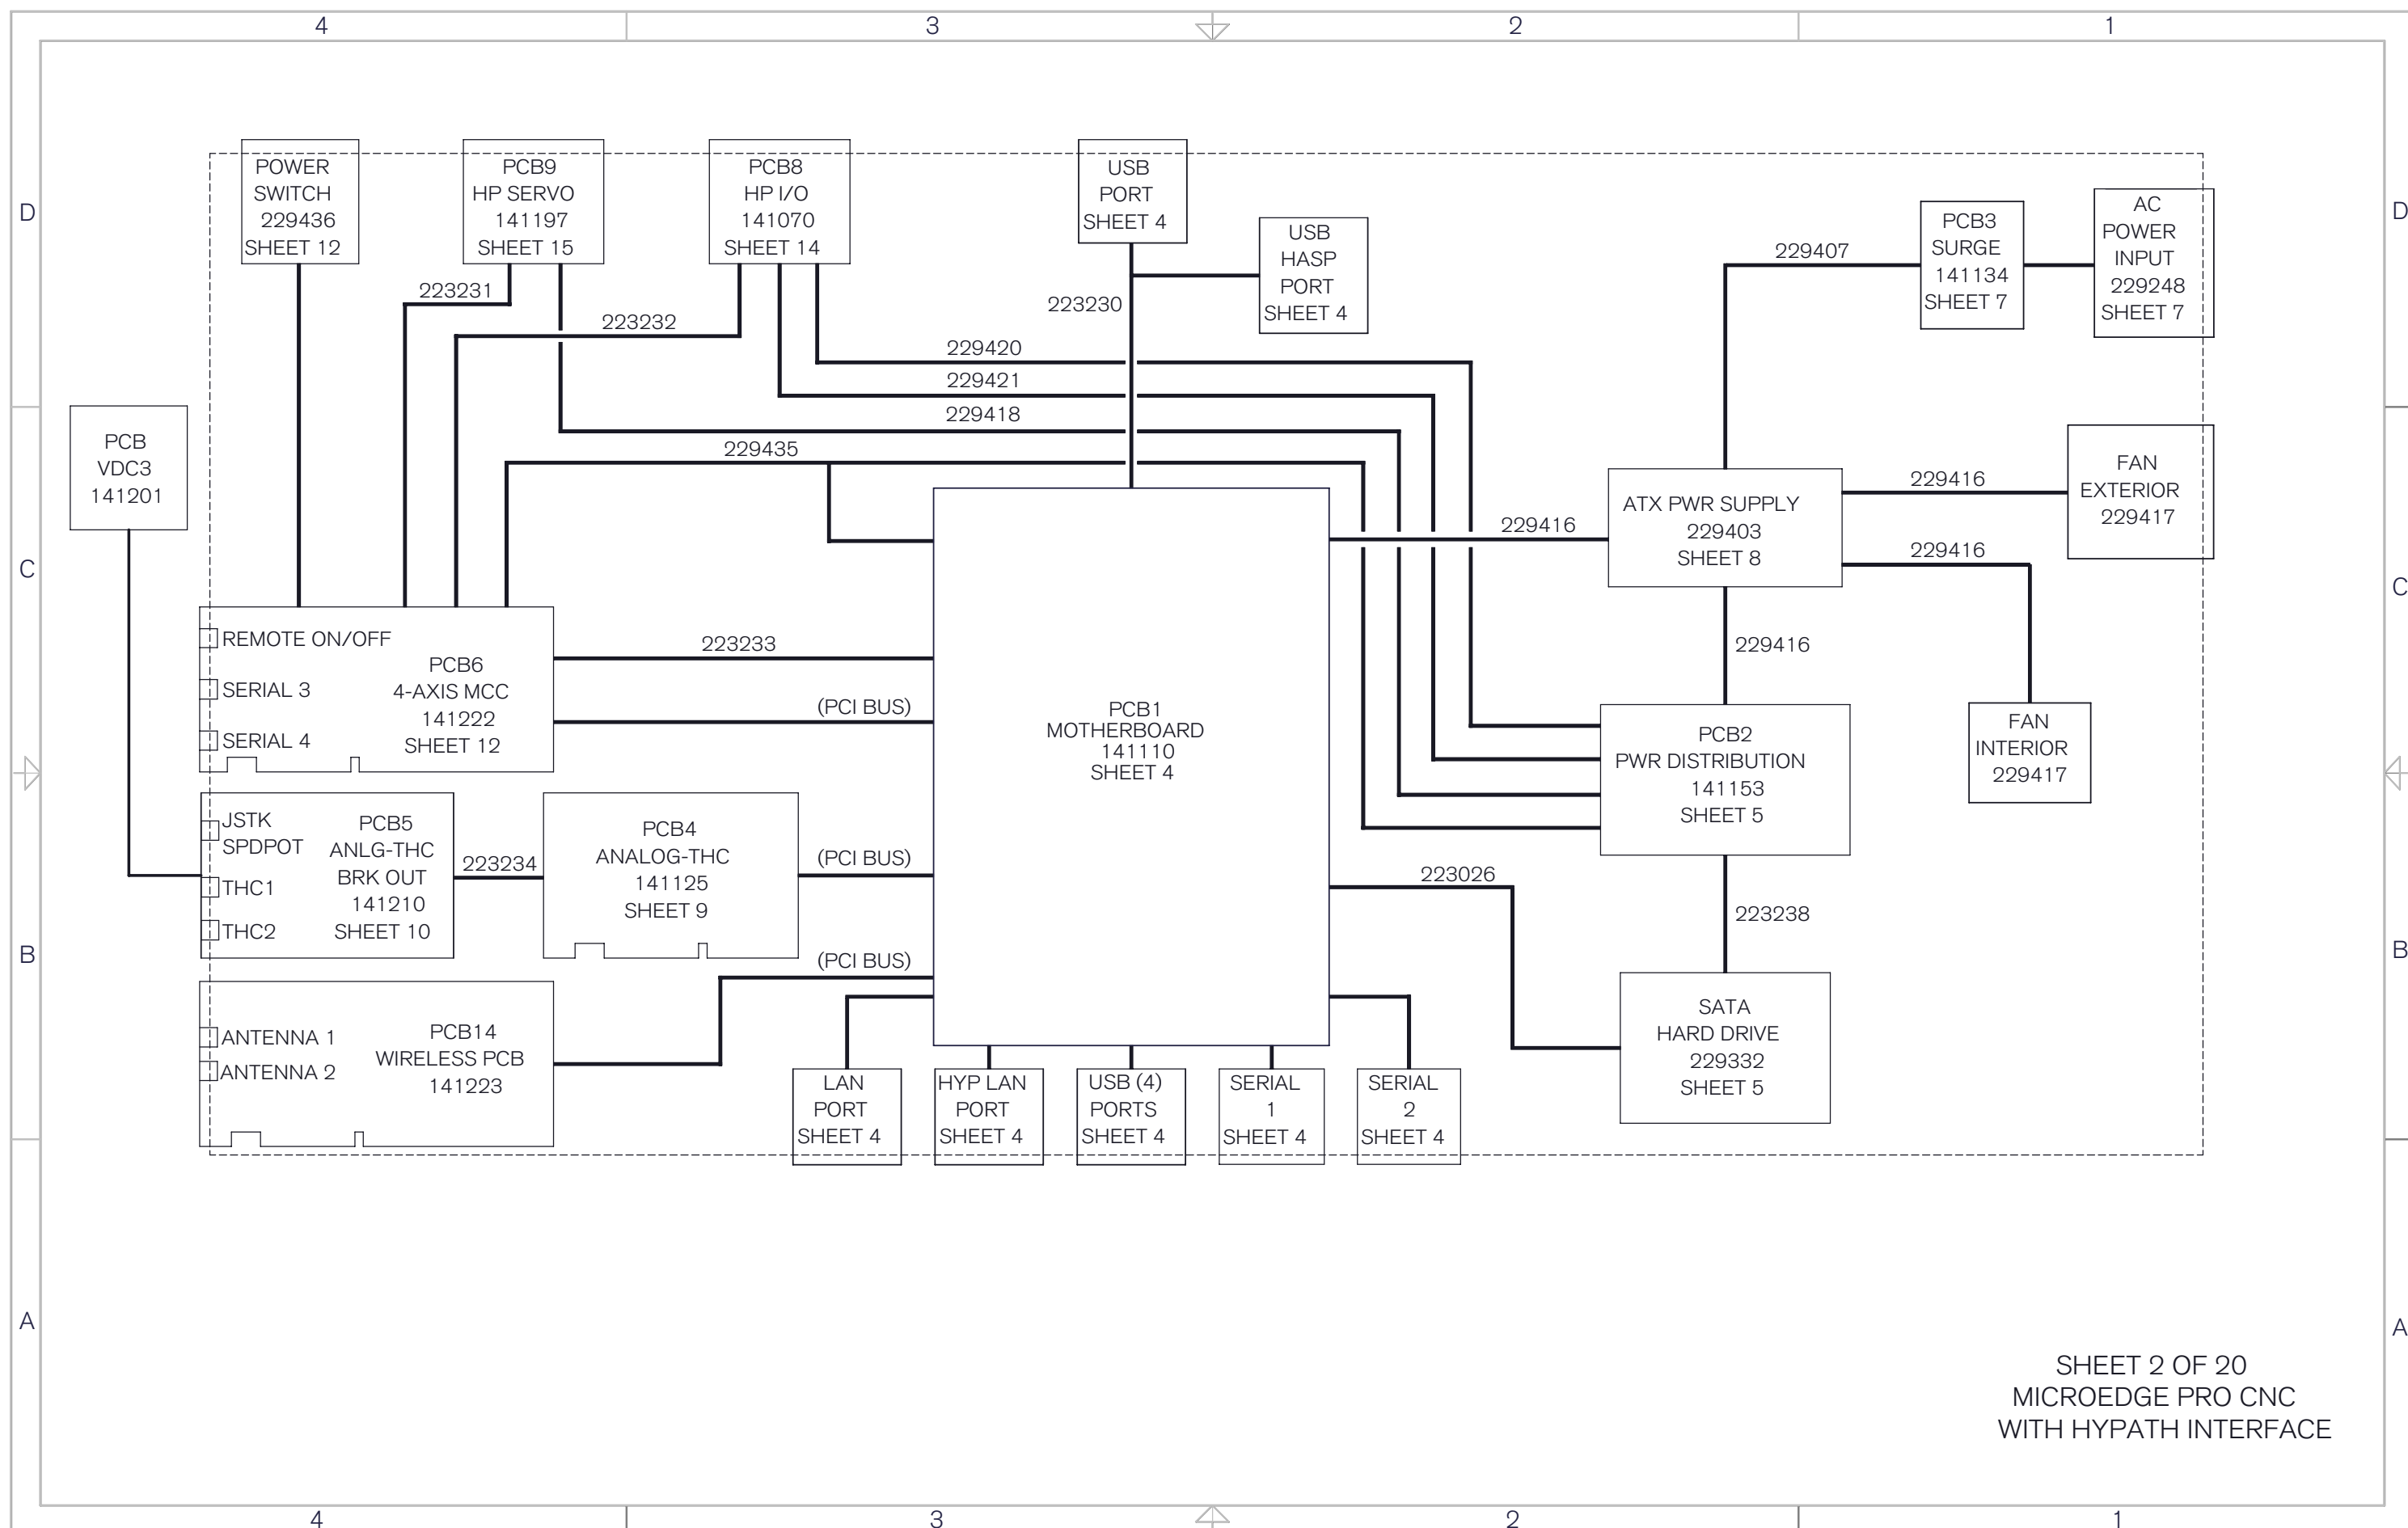 4
3
2
1
D
D
C
C
B
B
A
A
POWER
SWITCH
229436
SHEET 12
PCB9
HP SERVO
141197
SHEET 15
PCB8
HP I/O
141070
SHEET 14
USB
PORT
SHEET 4
USB
HASP
PORT
SHEET 4
PCB3
SURGE
141134
SHEET 7
AC
POWER
INPUT
229248
SHEET 7
229407
223231
223232
223230
229420
229421
229418
229435
PCB
VDC3
141201
ATX PWR SUPPLY
229403
SHEET 8
229416
229416
229416
229416
FAN
EXTERIOR
229417
FAN
INTERIOR
229417
REMOTE ON/OFF
SERIAL 3
SERIAL 4
PCB6
4-AXIS MCC
141222
SHEET 12
223233
(PCI BUS)
PCB1
MOTHERBOARD
141110
SHEET 4
PCB2
PWR DISTRIBUTION
141153
SHEET 5
JSTK
SPDPOT
THC1
THC2
PCB5
ANLG-THC
BRK OUT
141210
SHEET 10
223234
PCB4
ANALOG-THC
141125
SHEET 9
(PCI BUS)
223026
223238
(PCI BUS)
ANTENNA 1
ANTENNA 2
PCB14
WIRELESS PCB
141223
SATA
HARD DRIVE
229332
SHEET 5
LAN
PORT
SHEET 4
HYP LAN
PORT
SHEET 4
USB (4)
PORTS
SHEET 4
SERIAL
1
SHEET 4
SERIAL
2
SHEET 4
SHEET 2 OF 20
MICROEDGE PRO CNC
WITH HYPATH INTERFACE
4
3
2
1